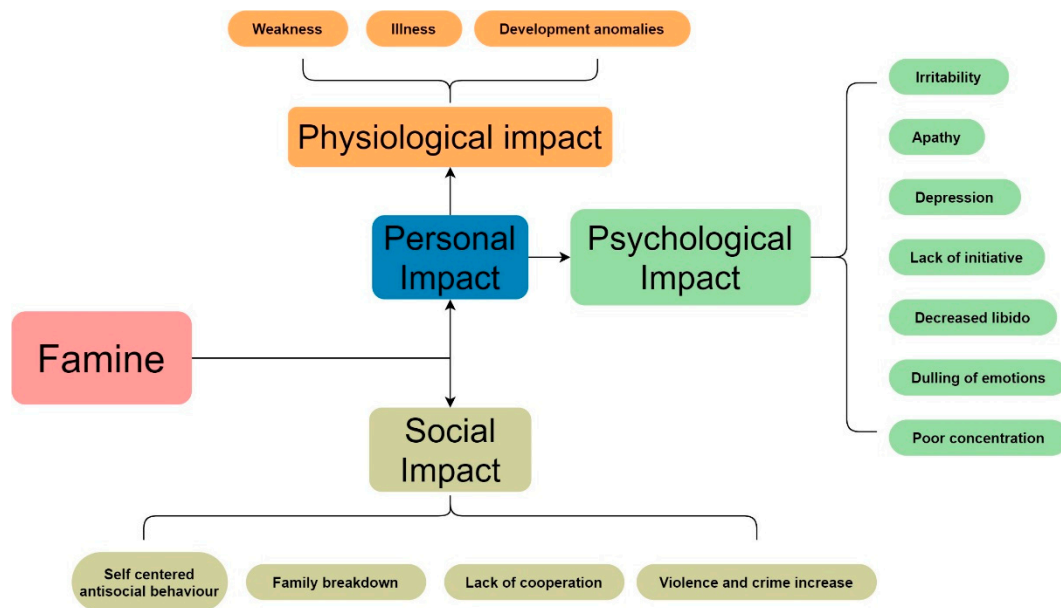 Weakness
Illness
Development anomalies
Physiological impact
Irritability
Apathy
Depression
Lack of initiative
Decreased libido
Dulling of emotions
Poor concentration
Personal
Impact
Psychological
Impact
Famine
Social
Impact
Self centered
antisocial behaviour
Family breakdown
Lack of cooperation
Violence and crime increase